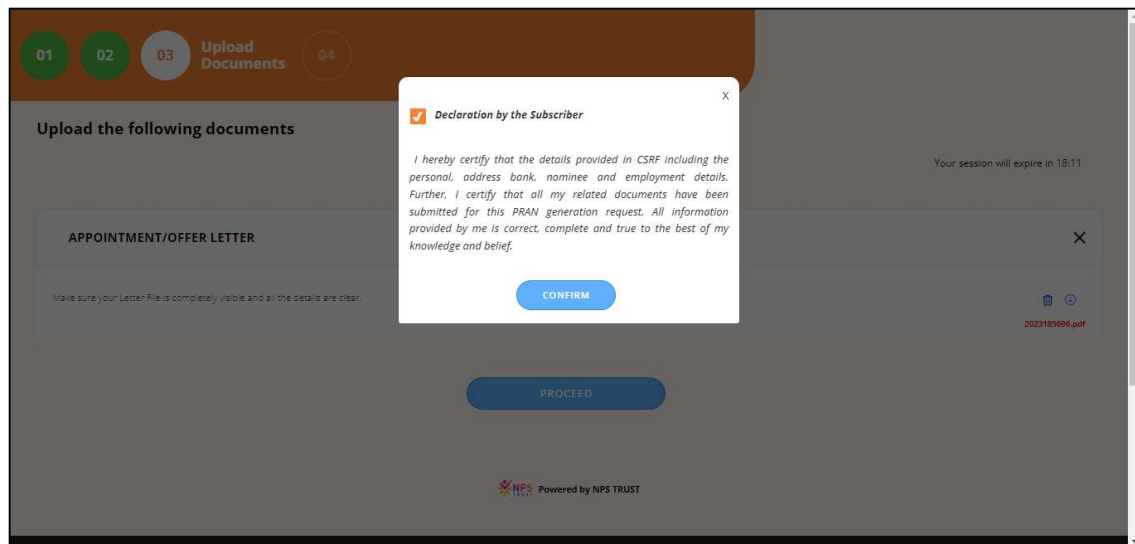 01
02
03
Upload
Documents
04
X
Declaration by the Subscriber
Upload the following documents
I hereby certify that the details provided in CSRF including the
personal, address bank, nominee and employment details.
Further, I certify that all my related documents have been
submitted for this PRAN generation request. All information
provided by me is correct, complete and true to the best of my
knowledge and belief.
Your session will expire in 18:11
APPOINTMENT/OFFER LETTER
Make sure your Letter File is completely visible and all the details are clear.
CONFIRM
2023185696.pdf
PROCEED
NPS
TRUST
Powered by NPS TRUST